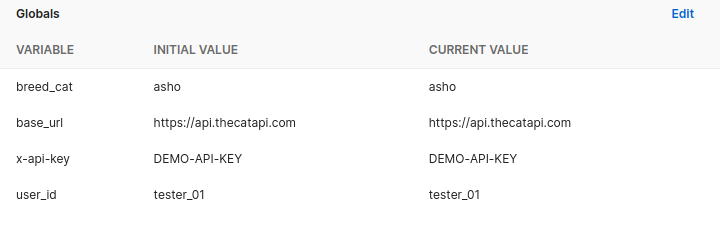 Globals Edit
VARIABLE INITIAL VALUE CURRENT VALUE
breed_cat asho asho
base_url https://api.thecatapi.com https://api.thecatapi.com
x-api-key DEMO-API-KEY DEMO-API-KEY
user_id tester_01 tester_01